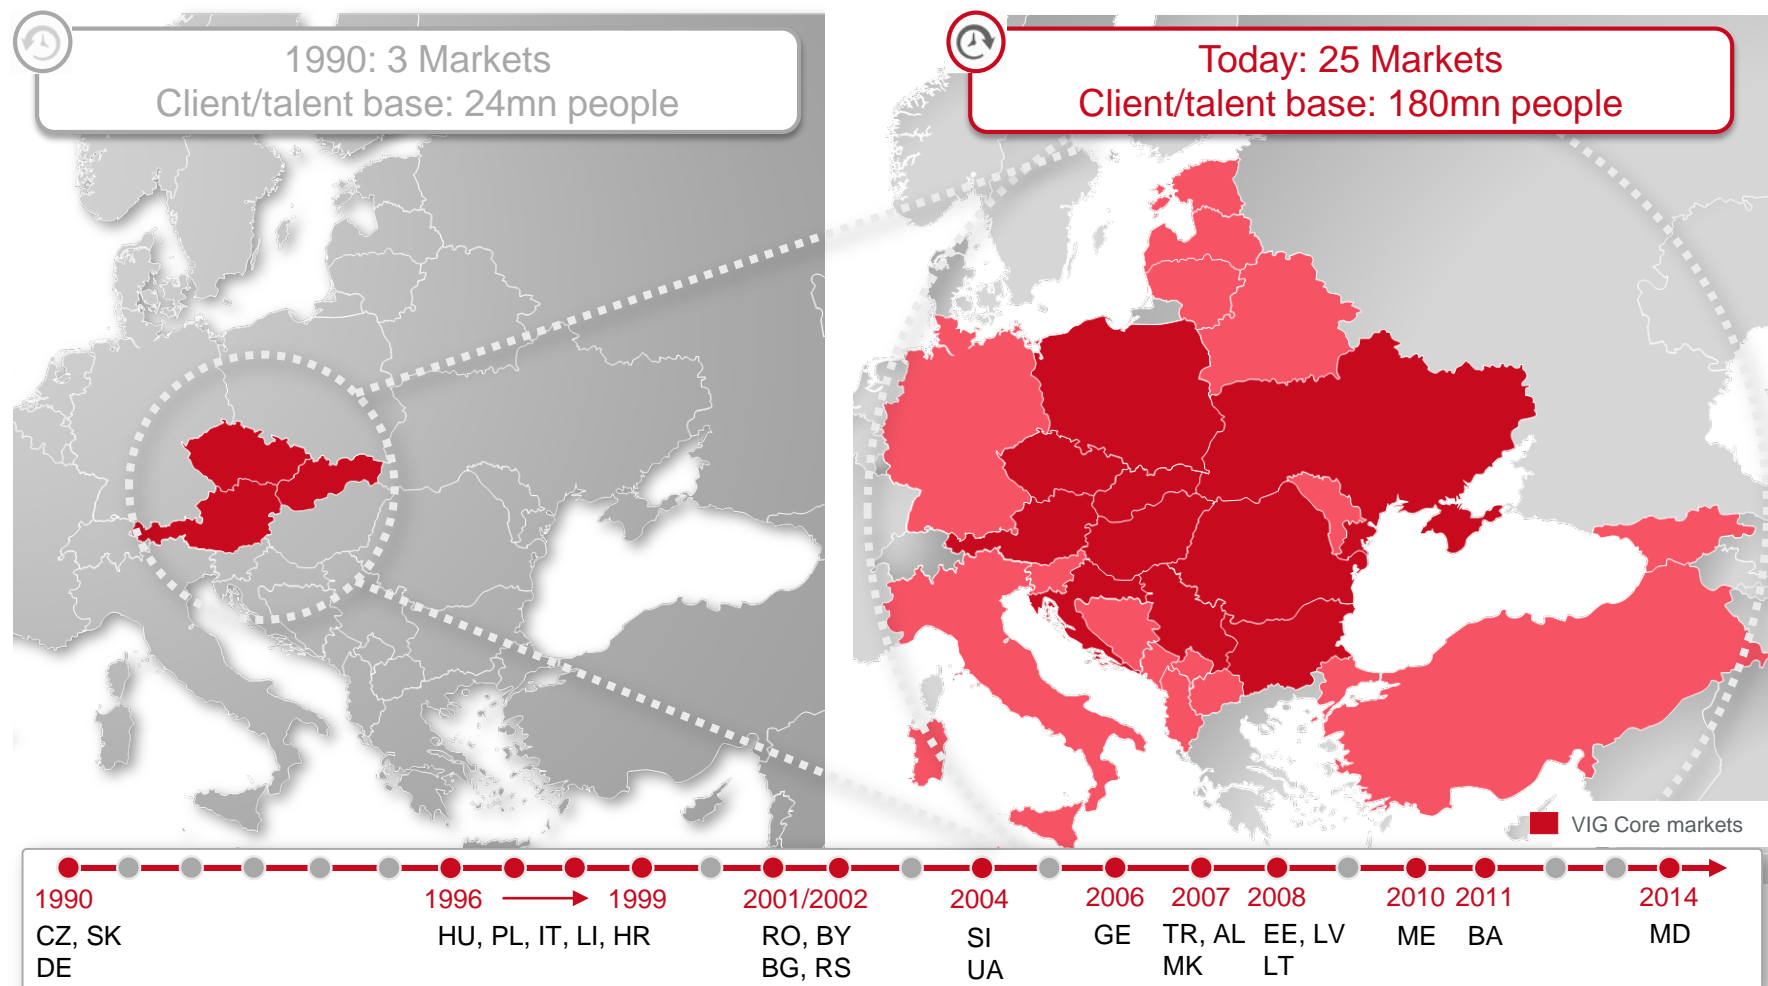 1990: 3 Markets
Client/talent base: 24mn people
Today: 25 Markets
Client/talent base: 180mn people
VIG Core markets
1990
1996
1999
2001/2002
2004
2006
2007
2008
2010
2011
2014
CZ, SK
DE
HU, PL, IT, LI, HR
RO, BY
BG, RS
SI
UA
GE
TR, AL
MK
EE, LV
LT
ME
BA
MD